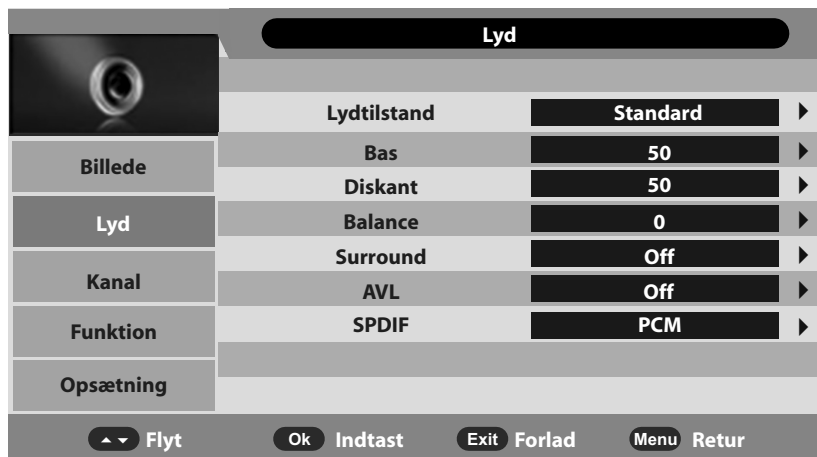 Lyd
Billede
Lyd
Kanal
Funktion
Opsætning
Lydtilstand Standard
Bas 50
Diskant 50
Balance 0
Surround Off
AVL Off
SPDIF PCM
Flyt Ok Indtast Exit Forlad Menu Retur